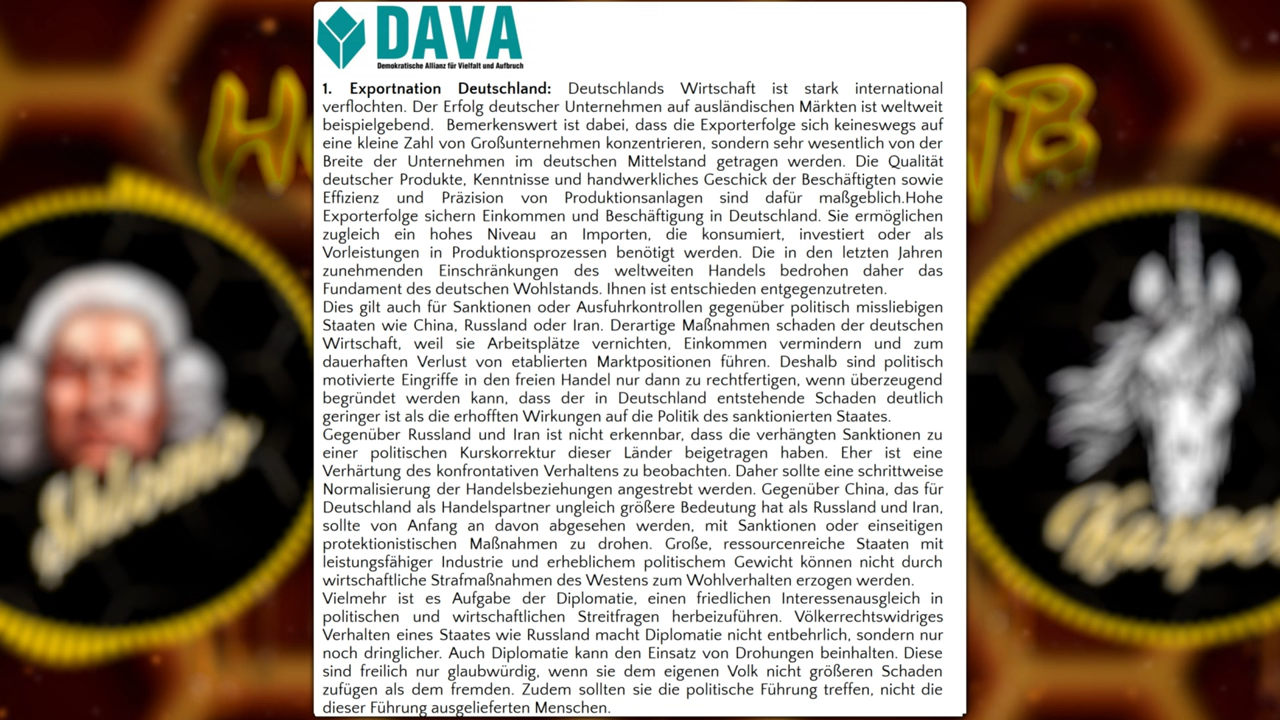 DAVA
Demokratische Allianz für Vielfalt und Aufbruch
1. Exportnation Deutschland: Deutschlands Wirtschaft ist stark international
verflochten. Der Erfolg deutscher Unternehmen auf ausländischen Märkten ist weltweit
beispielgebend. Bemerkenswert ist dabei, dass die Exporterfolge sich keineswegs auf
eine kleine Zahl von Großunternehmen konzentrieren, sondern sehr wesentlich von der
Breite der Unternehmen im deutschen Mittelstand getragen werden. Die Qualität
deutscher Produkte, Kenntnisse und handwerkliches Geschick der Beschäftigten sowie
Effizienz und Präzision von Produktionsanlagen sind dafür maßgeblich.Hohe
Exporterfolge sichern Einkommen und Beschäftigung in Deutschland. Sie ermöglichen
zugleich ein hohes Niveau an Importen, die konsumiert, investiert oder als
Vorleistungen in Produktionsprozessen benötigt werden. Die in den letzten Jahren
zunehmenden Einschränkungen des weltweiten Handels bedrohen daher das
Fundament des deutschen Wohlstands. Ihnen ist entschieden entgegenzutreten.
Dies gilt auch für Sanktionen oder Ausfuhrkontrollen gegenüber politisch missliebigen
Staaten wie China, Russland oder Iran. Derartige Maßnahmen schaden der deutschen
Wirtschaft, weil sie Arbeitsplätze vernichten, Einkommen vermindern und zum
dauerhaften Verlust von etablierten Marktpositionen führen. Deshalb sind politisch
motivierte Eingriffe in den freien Handel nur dann zu rechtfertigen, wenn überzeugend
begründet werden kann, dass der in Deutschland entstehende Schaden deutlich
geringer ist als die erhofften Wirkungen auf die Politik des sanktionierten Staates.
Gegenüber Russland und Iran ist nicht erkennbar, dass die verhängten Sanktionen zu
einer politischen Kurskorrektur dieser Länder beigetragen haben. Eher ist eine
Verhärtung des konfrontativen Verhaltens zu beobachten. Daher sollte eine schrittweise
Normalisierung der Handelsbeziehungen angestrebt werden. Gegenüber China, das für
Deutschland als Handelspartner ungleich größere Bedeutung hat als Russland und Iran,
sollte von Anfang an davon abgesehen werden, mit Sanktionen oder einseitigen
protektionistischen Maßnahmen zu drohen. Große, ressourcenreiche Staaten mit
leistungsfähiger Industrie und erheblichem politischem Gewicht können nicht durch
wirtschaftliche Strafmaßnahmen des Westens zum Wohlverhalten erzogen werden.
Vielmehr ist es Aufgabe der Diplomatie, einen friedlichen Interessenausgleich in
politischen und wirtschaftlichen Streitfragen herbeizuführen. Völkerrechtswidriges
Verhalten eines Staates wie Russland macht Diplomatie nicht entbehrlich, sondern nur
noch dringlicher. Auch Diplomatie kann den Einsatz von Drohungen beinhalten. Diese
sind freilich nur glaubwürdig, wenn sie dem eigenen Volk nicht größeren Schaden
zufügen als dem fremden. Zudem sollten sie die politische Führung treffen, nicht die
dieser Führung ausgelieferten Menschen.
Shlomo